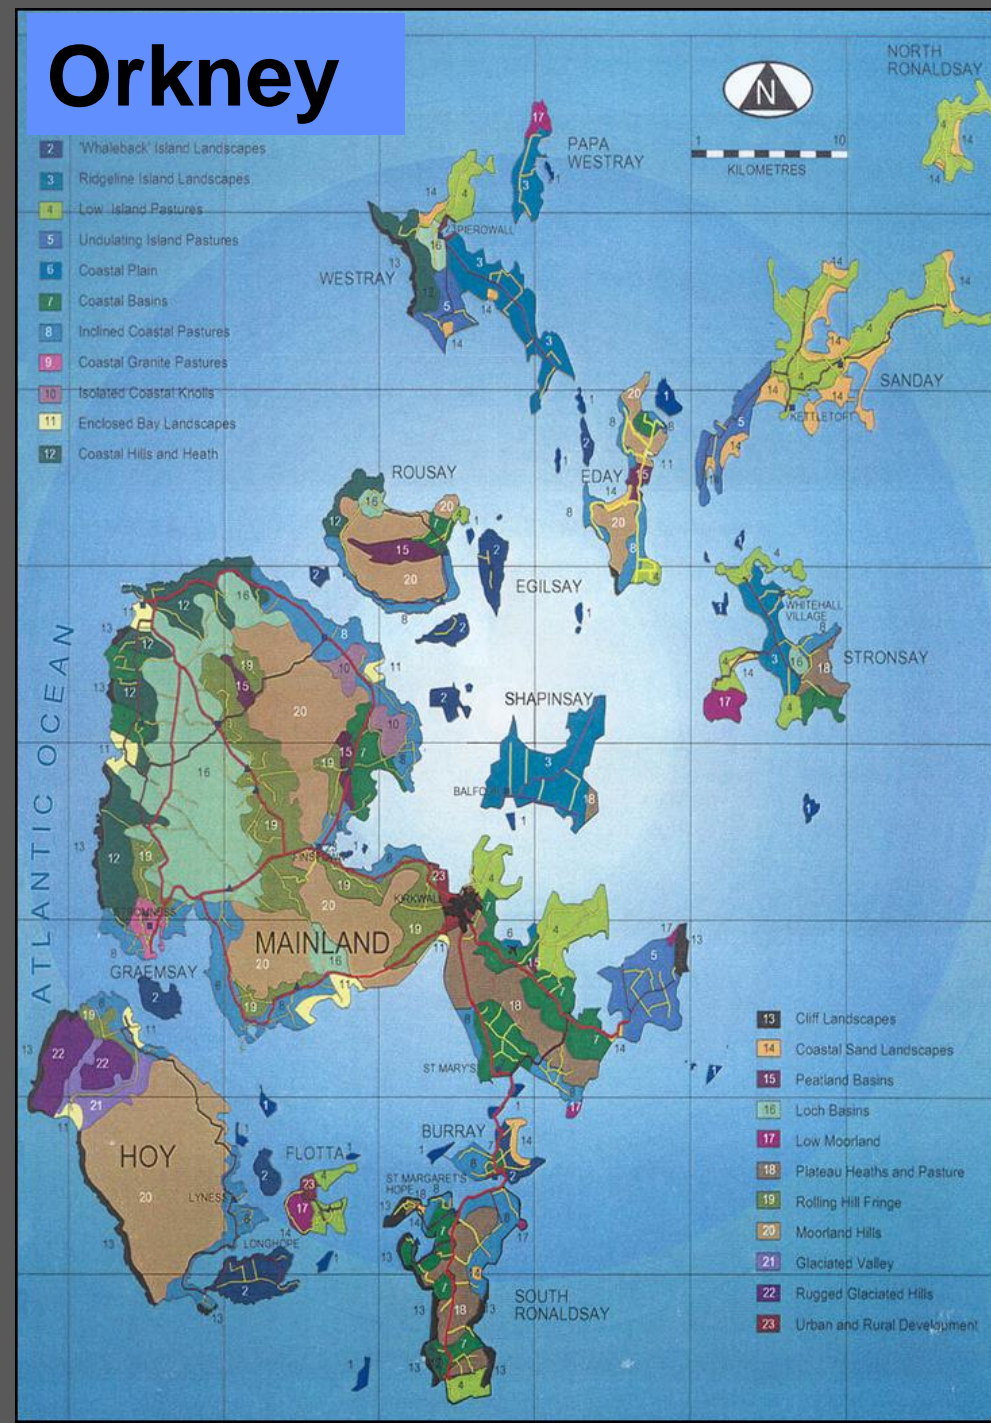 Orkney
2 'Whaleback' Island Landscapes
3 Ridgeline Island Landscapes
4 Low Island Pastures
5 Undulating Island Pastures
6 Coastal Plain
7 Coastal Basins
8 Inclined Coastal Pastures
9 Coastal Granite Pastures
10 Isolated Coastal Knolls
11 Enclosed Bay Landscapes
12 Coastal Hills and Heath
N
1 10
KILOMETRES
NORTH
RONALDSAY
PAPA
WESTRAY
PIEROWALL
WESTRAY
SANDAY
KETTLETOFT
ROUSAY
EDAY
EGILSAY
WHITEHALL
VILLAGE
STRONSAY
SHAPINSAY
BALFOUR
ATLANTIC OCEAN
FINSTOWN
KIRKWALL
STROMNESS
MAINLAND
GRAEMSAY
ST MARY'S
BURRAY
HOY
FLOTTA
ST MARGARET'S
HOPE
LYNESS
LONGHOPE
SOUTH
RONALDSAY
13 Cliff Landscapes
14 Coastal Sand Landscapes
15 Peatland Basins
16 Loch Basins
17 Low Moorland
18 Plateau Heaths and Pasture
19 Rolling Hill Fringe
20 Moorland Hills
21 Glaciated Valley
22 Rugged Glaciated Hills
23 Urban and Rural Development